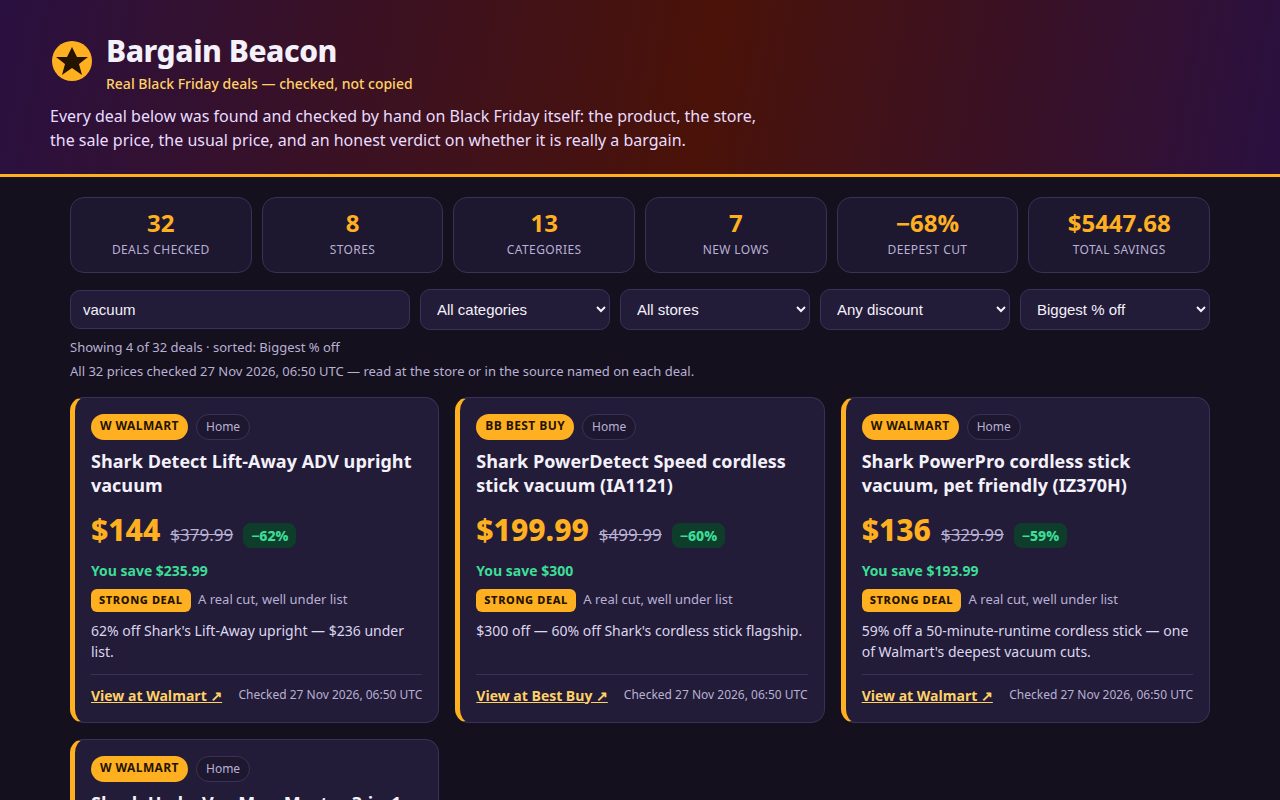 Bargain Beacon
Real Black Friday deals — checked, not copied
Every deal below was found and checked by hand on Black Friday itself: the product, the store,
the sale price, the usual price, and an honest verdict on whether it is really a bargain.
32
DEALS CHECKED
8
STORES
13
CATEGORIES
7
NEW LOWS
−68%
DEEPEST CUT
$5447.68
TOTAL SAVINGS
vacuum
All categories
All stores
Any discount
Biggest % off
Showing 4 of 32 deals · sorted: Biggest % off
All 32 prices checked 27 Nov 2026, 06:50 UTC — read at the store or in the source named on each deal.
W WALMART Home
Shark Detect Lift-Away ADV upright
vacuum
$144 $379.99 −62%
You save $235.99
STRONG DEAL A real cut, well under list
62% off Shark's Lift-Away upright — $236 under
list.
View at Walmart ↗ Checked 27 Nov 2026, 06:50 UTC
BB BEST BUY Home
Shark PowerDetect Speed cordless
stick vacuum (IA1121)
$199.99 $499.99 −60%
You save $300
STRONG DEAL A real cut, well under list
$300 off — 60% off Shark's cordless stick flagship.
View at Best Buy ↗ Checked 27 Nov 2026, 06:50 UTC
W WALMART Home
Shark PowerPro cordless stick
vacuum, pet friendly (IZ370H)
$136 $329.99 −59%
You save $193.99
STRONG DEAL A real cut, well under list
59% off a 50-minute-runtime cordless stick — one
of Walmart's deepest vacuum cuts.
View at Walmart ↗ Checked 27 Nov 2026, 06:50 UTC
W WALMART Home